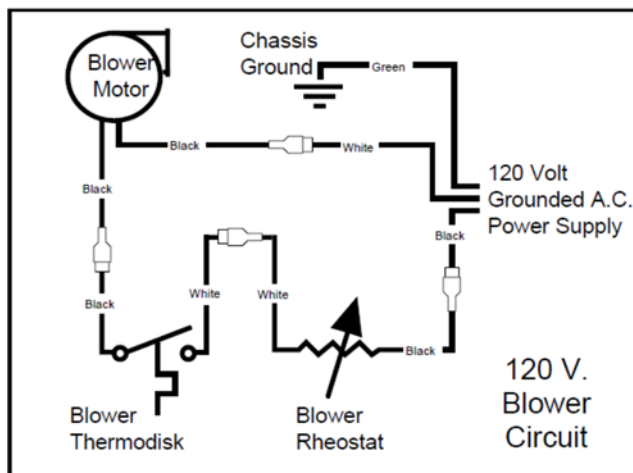 Blower
Motor
Chassis
Ground
Green
Black
White
120 Volt
Grounded A.C.
Power Supply
Black
Black
Black
White
White
Black
Black
Blower
Thermodisk
Blower
Rheostat
120 V.
Blower
Circuit